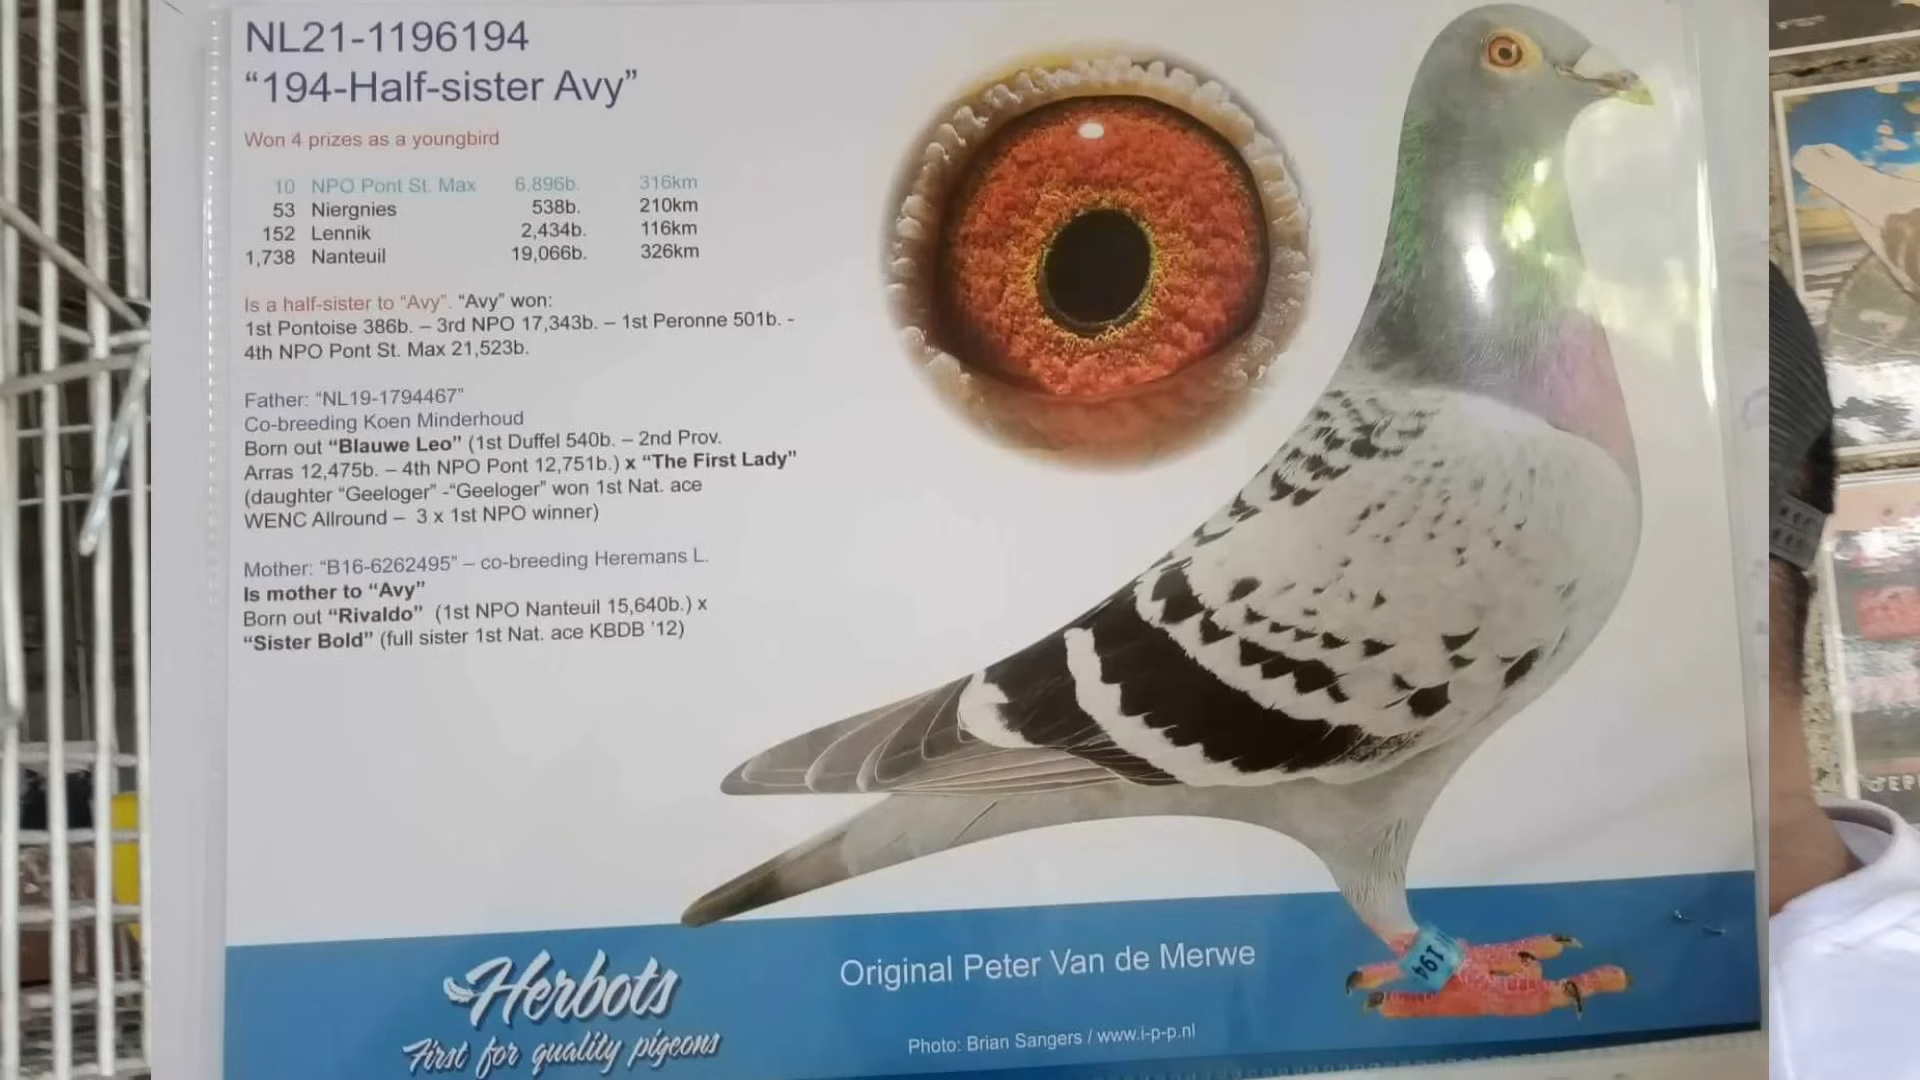 NL21-1196194
“194-Half-sister Avy”
Won 4 prizes as a youngbird
10 NPO Pont St. Max 6,896b. 316km
53 Niergnies 538b. 210km
152 Lennik 2,434b. 116km
1,738 Nanteuil 19,066b. 326km
Is a half-sister to “Avy”. “Avy” won:
1st Pontoise 386b. – 3rd NPO 17,343b. – 1st Peronne 501b. -
4th NPO Pont St. Max 21,523b.
Father: “NL19-1794467”
Co-breeding Koen Minderhoud
Born out “Blauwe Leo” (1st Duffel 540b. – 2nd Prov.
Arras 12,475b. – 4th NPO Pont 12,751b.) x “The First Lady”
(daughter “Geeloger” -“Geeloger” won 1st Nat. ace
WENC Allround – 3 x 1st NPO winner)
Mother: “B16-6262495” – co-breeding Heremans L.
Is mother to “Avy”
Born out “Rivaldo” (1st NPO Nanteuil 15,640b.) x
“Sister Bold” (full sister 1st Nat. ace KBDB ’12)
194
Herbots
First for quality pigeons
Original Peter Van de Merwe
Photo: Brian Sangers / www.i-p-p.nl